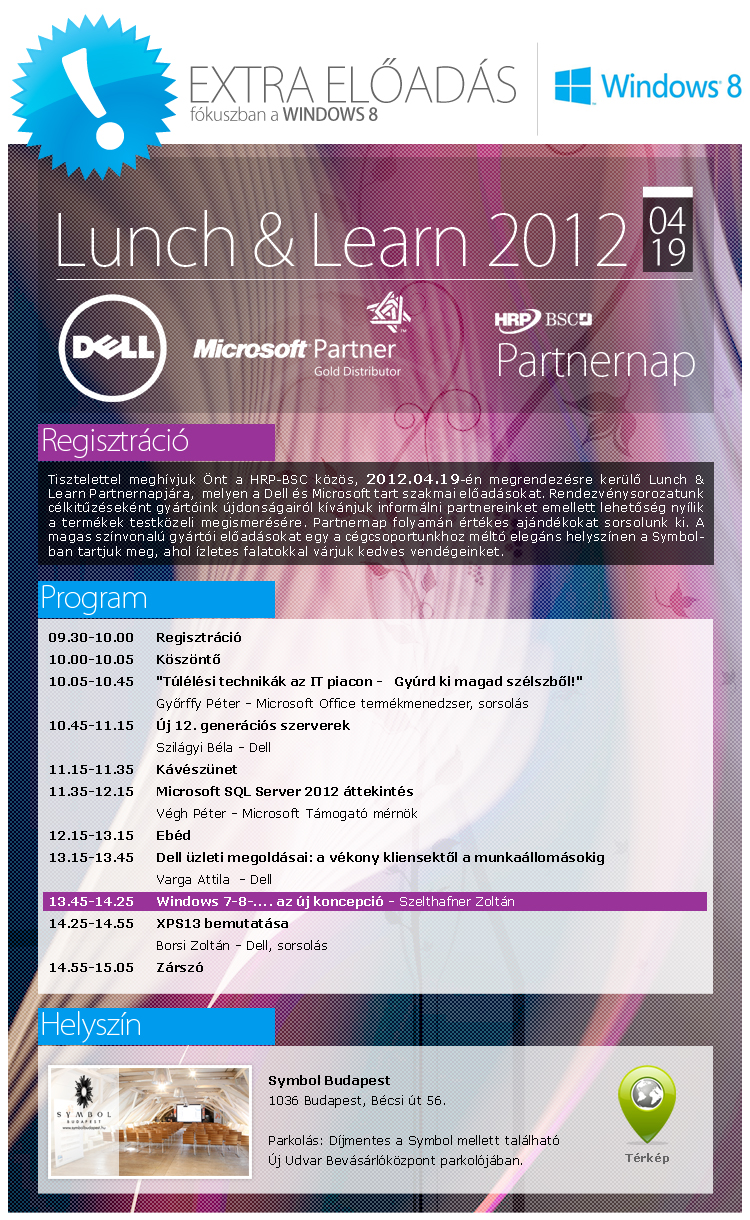 EXTRA ELŐADÁS
fókuszban a WINDOWS 8
Windows 8
Lunch & Learn 2012
04
19
DELL
Microsoft Partner
Gold Distributor
HRP BSC
Partnernap
Regisztráció
Tisztelettel meghívjuk Önt a HRP-BSC közös, 2012.04.19-én megrendezésre kerülő Lunch &
Learn Partnernapjára, melyen a Dell és Microsoft tart szakmai előadásokat. Rendezvénysorozatunk
célkitűzéseként gyártóink újdonságairól kívánjuk informálni partnereinket emellett lehetőség nyílik
a termékek testközeli megismerésére. Partnernap folyamán értékes ajándékokat sorsolunk ki. A
magas színvonalú gyártói előadásokat egy a cégcsoportunkhoz méltó elegáns helyszínen a Symbol-
ban tartjuk meg, ahol ízletes falatokkal várjuk kedves vendégeinket.
Program
09.30-10.00 Regisztráció
10.00-10.05 Köszöntő
10.05-10.45 "Túlélési technikák az IT piacon - Gyúrd ki magad szélszből!"
Győrffy Péter - Microsoft Office termékmenedzser, sorsolás
10.45-11.15 Új 12. generációs szerverek
Szilágyi Béla - Dell
11.15-11.35 Kávészünet
11.35-12.15 Microsoft SQL Server 2012 áttekintés
Végh Péter - Microsoft Támogató mérnök
12.15-13.15 Ebéd
13.15-13.45 Dell üzleti megoldásai: a vékony kliensektől a munkaállomásokig
Varga Attila - Dell
13.45-14.25 Windows 7-8-.... az új koncepció - Szelthafner Zoltán
14.25-14.55 XPS13 bemutatása
Borsi Zoltán - Dell, sorsolás
14.55-15.05 Zárszó
Helyszín
SYMBOL
BUDAPEST
www.symbolbudapest.hu
Symbol Budapest
1036 Budapest, Bécsi út 56.
Parkolás: Díjmentes a Symbol mellett található
Új Udvar Bevásárlóközpont parkolójában.
Térkép